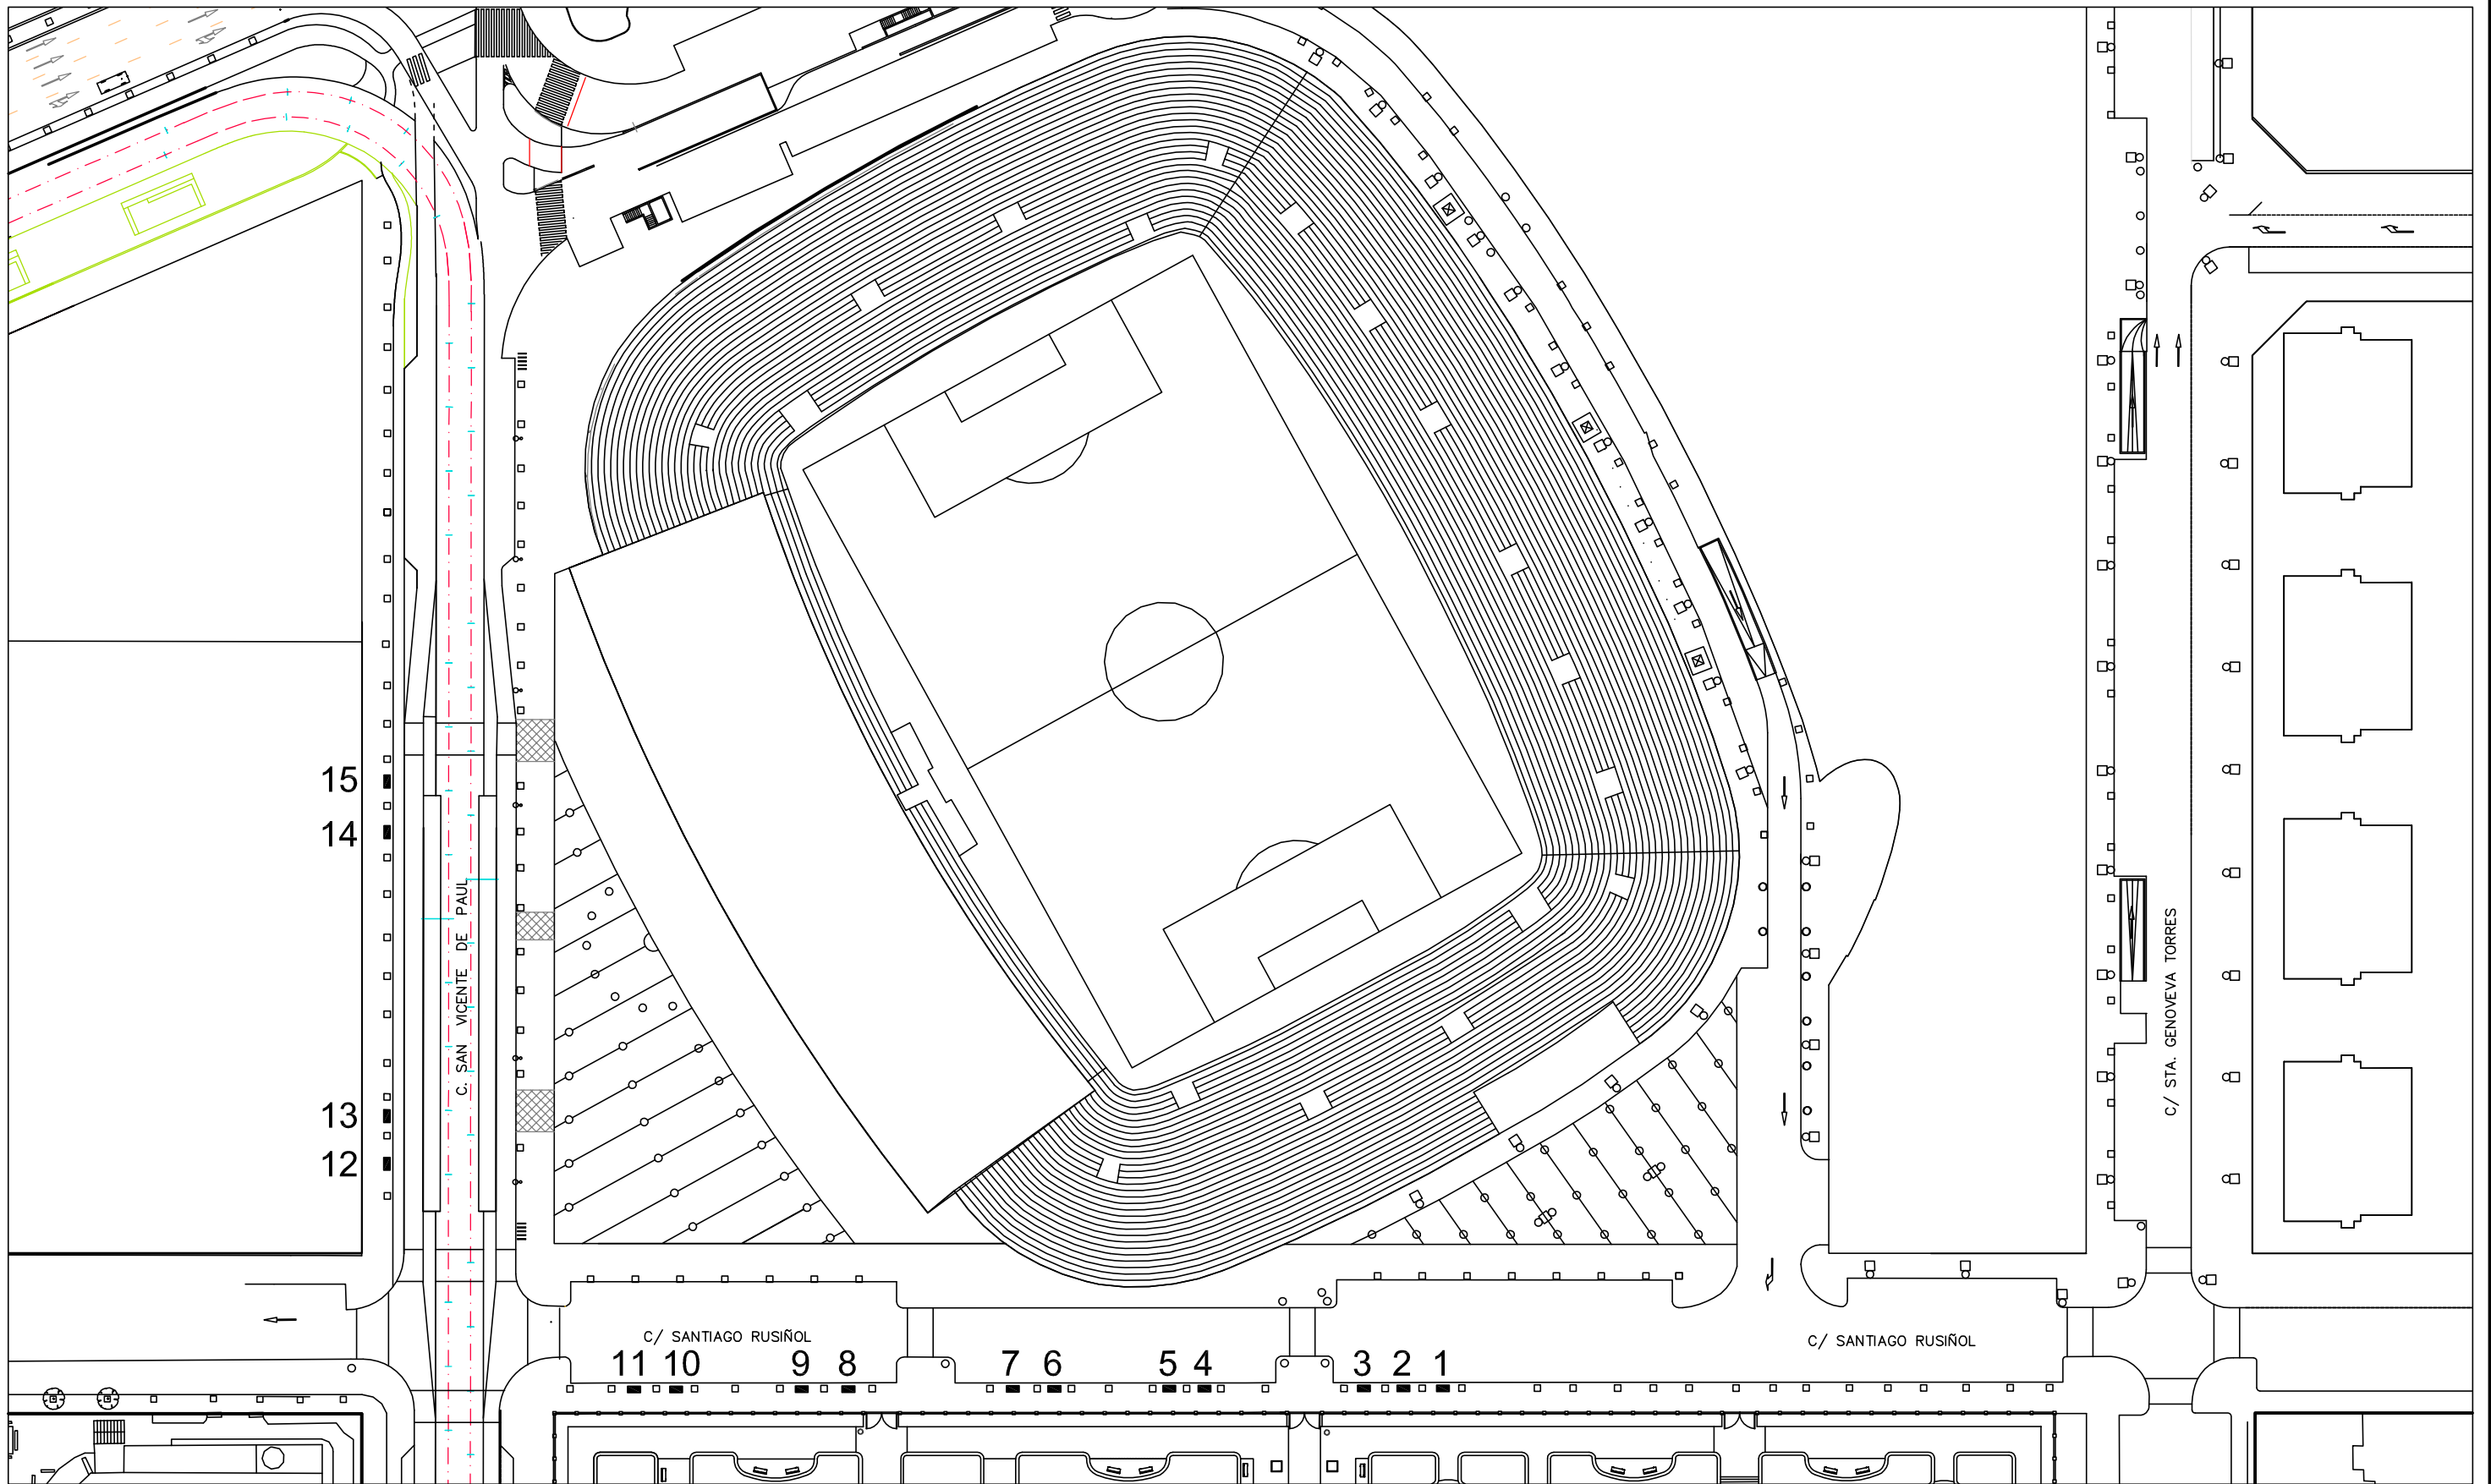 15
14
C. SAN VICENTE DE PAUL
C/ STA. GENOVEVA TORRES
13
12
C/ SANTIAGO RUSIÑOL
C/ SANTIAGO RUSIÑOL
11 10 9 8 7 6 5 4 3 2 1